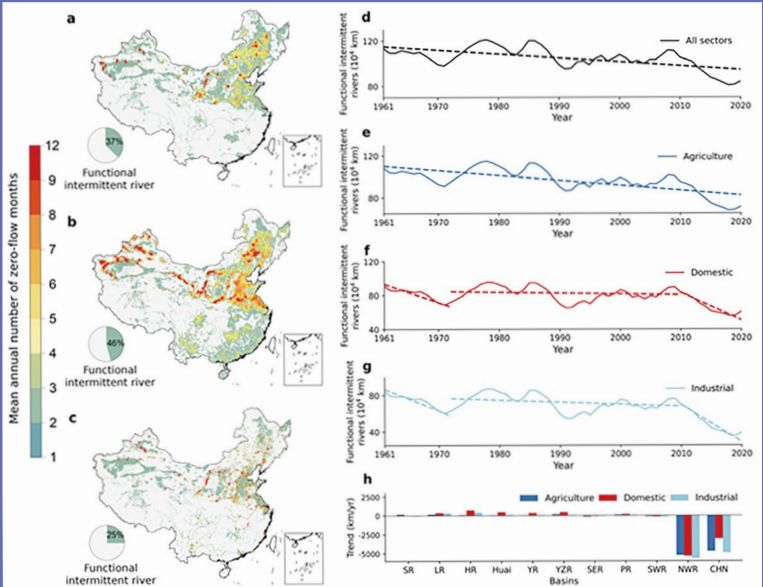 a
b
c
Mean annual number of zero-flow months
12
9
8
7
6
5
4
3
2
1
37%
Functional
intermittent river
46%
Functional
intermittent river
25%
Functional
intermittent river
d
Functional intermittent
rivers (10⁴ km)
120
80
All sectors
1961 1970 1980 1990 2000 2010 2020
Year
e
Functional intermittent
rivers (10⁴ km)
120
80
Agriculture
1961 1970 1980 1990 2000 2010 2020
Year
f
Functional intermittent
rivers (10⁴ km)
120
80
40
Domestic
1961 1970 1980 1990 2000 2010 2020
Year
g
Functional intermittent
rivers (10⁴ km)
80
40
Industrial
1961 1970 1980 1990 2000 2010 2020
Year
h
Trend (km/yr)
2500
0
-2500
-5000
Agriculture Domestic Industrial
SR LR HR Huai YR YZR SER PR SWR NWR CHN
Basins